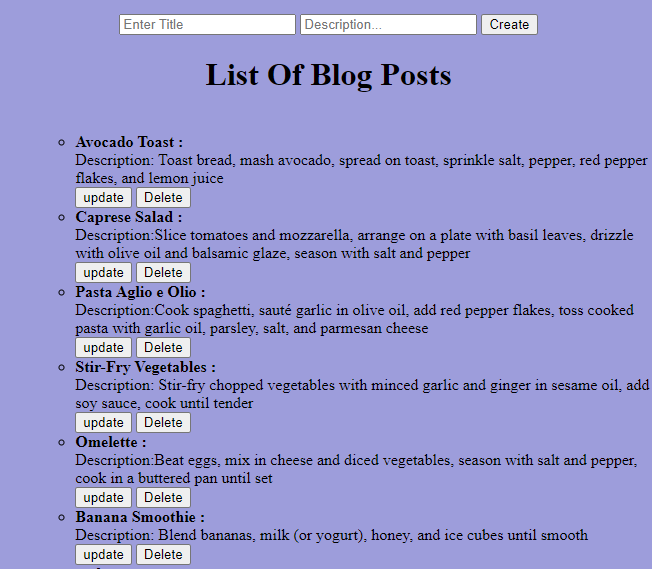 Enter Title Description... Create
List Of Blog Posts
Avocado Toast :
Description: Toast bread, mash avocado, spread on toast, sprinkle salt, pepper, red pepper
flakes, and lemon juice
update Delete
Caprese Salad :
Description:Slice tomatoes and mozzarella, arrange on a plate with basil leaves, drizzle
with olive oil and balsamic glaze, season with salt and pepper
update Delete
Pasta Aglio e Olio :
Description:Cook spaghetti, sauté garlic in olive oil, add red pepper flakes, toss cooked
pasta with garlic oil, parsley, salt, and parmesan cheese
update Delete
Stir-Fry Vegetables :
Description: Stir-fry chopped vegetables with minced garlic and ginger in sesame oil, add
soy sauce, cook until tender
update Delete
Omelette :
Description:Beat eggs, mix in cheese and diced vegetables, season with salt and pepper,
cook in a buttered pan until set
update Delete
Banana Smoothie :
Description: Blend bananas, milk (or yogurt), honey, and ice cubes until smooth
update Delete